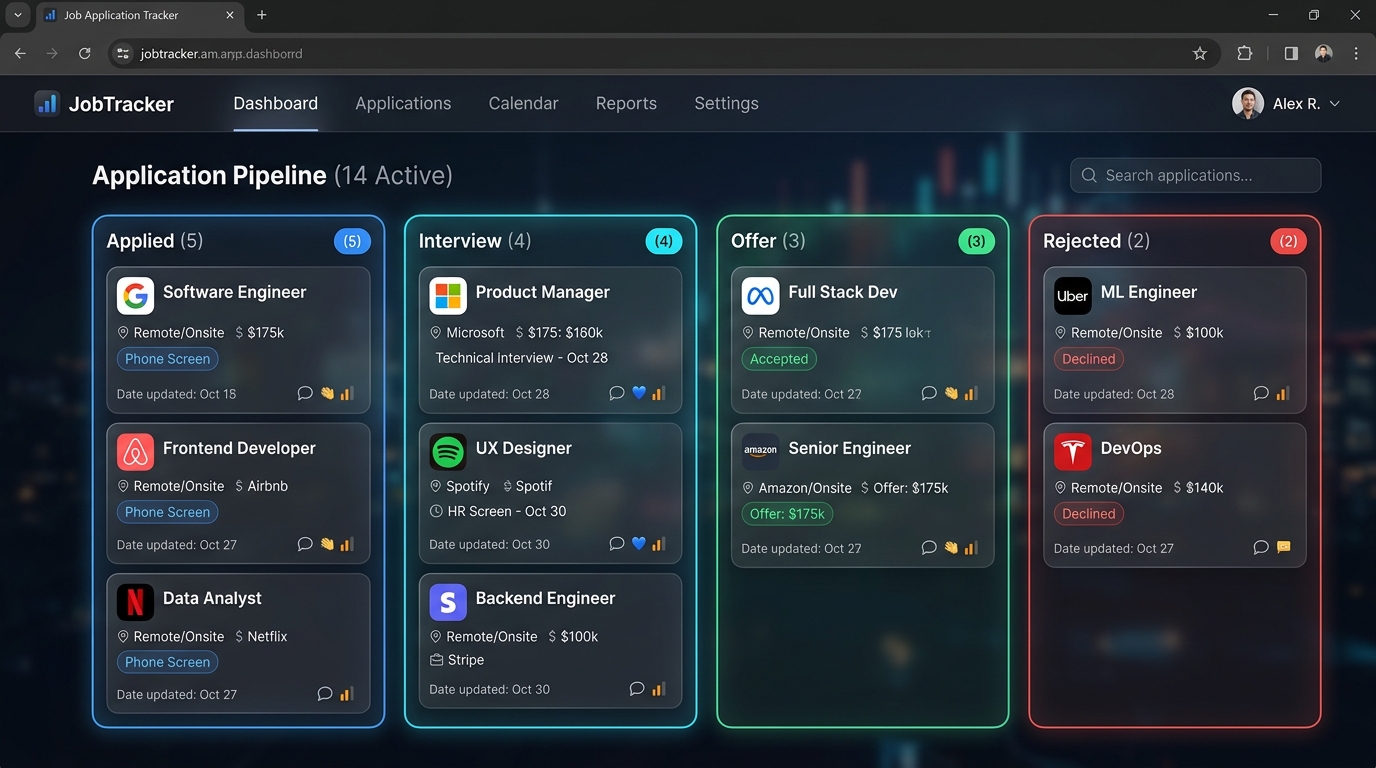 Job Application Tracker
jobtracker.am.anp.dashborrd
JobTracker
Dashboard
Applications
Calendar
Reports
Settings
Alex R.
Application Pipeline (14 Active)
Search applications...
Applied (5)
(5)
Software Engineer
Remote/Onsite $ $175k
Phone Screen
Date updated: Oct 18
Frontend Developer
Remote/Onsite $ Airbnb
Phone Screen
Date updated: Oct 27
Data Analyst
Remote/Onsite $ Netflix
Phone Screen
Date updated: Oct 27
Interview (4)
(4)
Product Manager
Microsoft $ $175: $160k
Technical interview - Oct 28
Date updated: Oct 28
UX Designer
Spotify Spotif
HR Screen - Oct 30
Date updated: Oct 30
Backend Engineer
Remote/Onsite $ $100k
Stripe
Date updated: Oct 30
Offer (3)
(3)
Full Stack Dev
Remote/Onsite $ $175
Accepted
Date updated: Oct 27
amazon
Senior Engineer
Amazon/Onsite $ Offer: $175k
Offer: $175k
Date updated: Oct 27
Rejected (2)
(2)
Uber
ML Engineer
Remote/Onsite $ $100k
Declined
Date updated: Oct 28
DevOps
Remote/Onsite $ $140k
Declined
Date updated: Oct 27